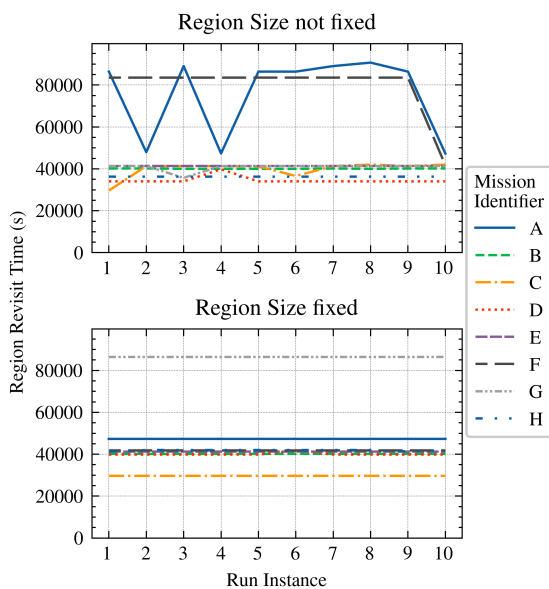 Region Size not fixed
80000
60000
40000
20000
0
1 2 3 4 5 6 7 8 9 10
Region Size fixed
80000
60000
40000
20000
0
1 2 3 4 5 6 7 8 9 10
Run Instance
Region Revisit Time (s)
Mission
Identifier
A
B
C
D
E
F
G
H